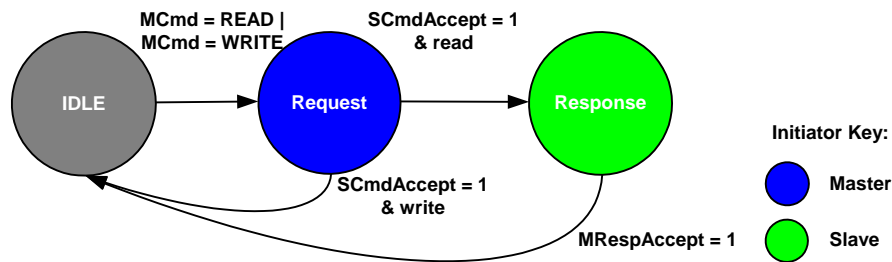 MCmd = READ |
MCmd = WRITE
SCmdAccept = 1
& read
IDLE
Request
Response
Initiator Key:
Master
SCmdAccept = 1
& write
MRespAccept = 1
Slave